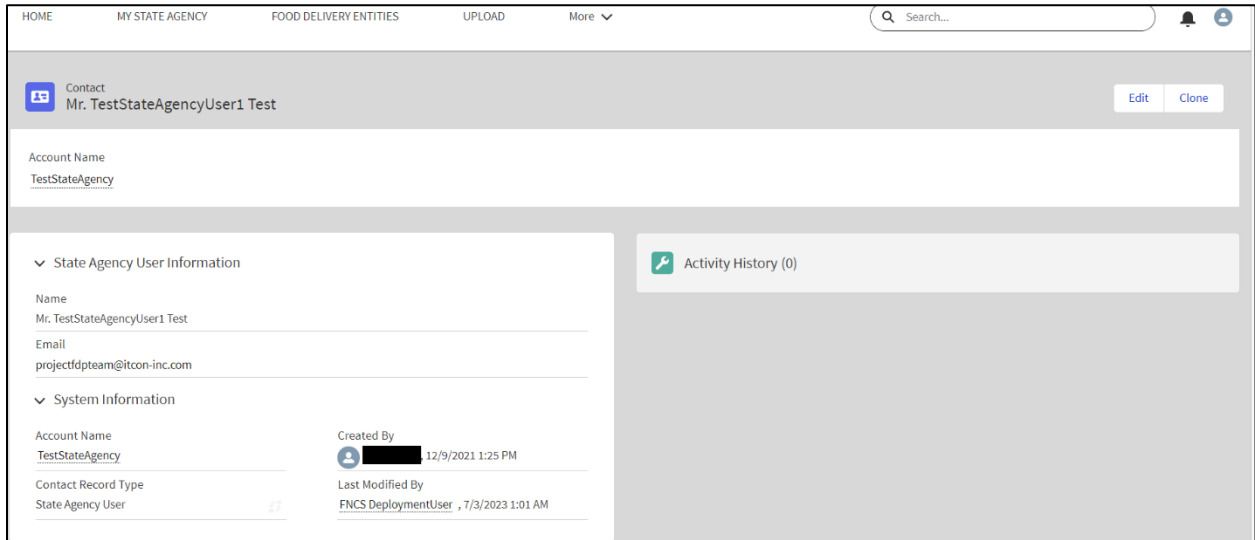 HOME MY STATE AGENCY FOOD DELIVERY ENTITIES UPLOAD More Search...
Contact
Mr. TestStateAgencyUser1 Test
Edit Clone
Account Name
TestStateAgency
State Agency User Information
Activity History (0)
Name
Mr. TestStateAgencyUser1 Test
Email
projectfdpteam@itcon-inc.com
System Information
Account Name Created By
TestStateAgency , 12/9/2021 1:25 PM
Contact Record Type Last Modified By
State Agency User FNCS DeploymentUser , 7/3/2023 1:01 AM